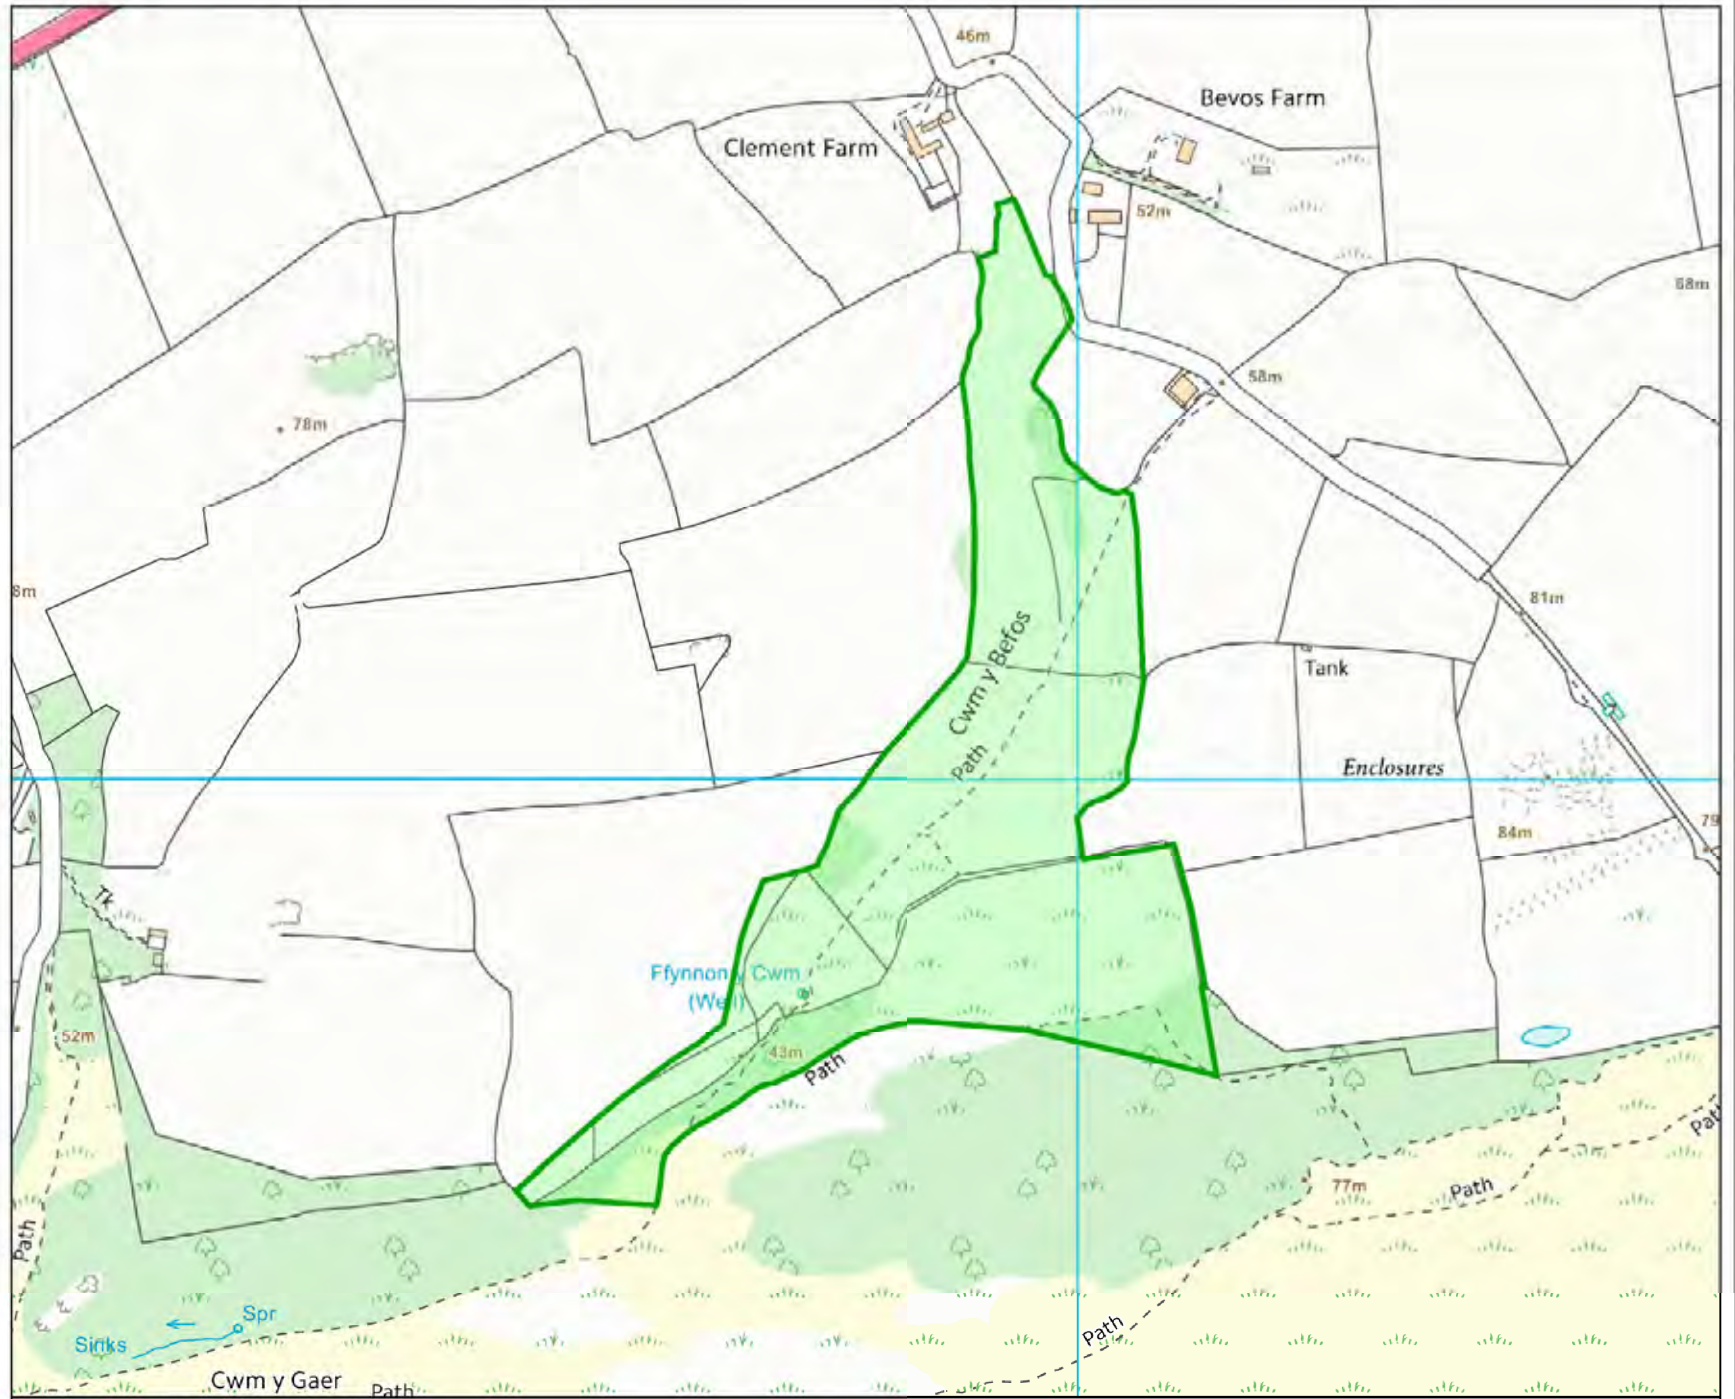 46m
Bevos Farm
Clement Farm
52m
68m
58m
78m
8m
81m
Cwm y Befos
Tank
Path
Enclosures
79
84m
Tk
Ffynnon y Cwm
(Well)
52m
43m
Path
Path
77m
Path
Path
Spr
Sinks
Path
Cwm y Gaer
Path